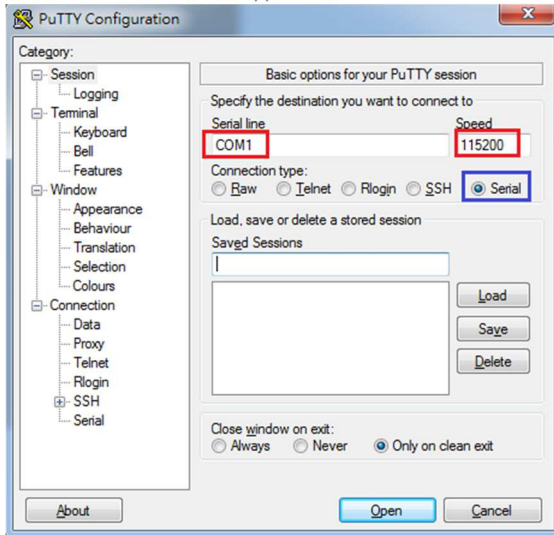 PuTTY Configuration
Category:
Session
Logging
Terminal
Keyboard
Bell
Features
Window
Appearance
Behaviour
Translation
Selection
Colours
Connection
Data
Proxy
Telnet
Rlogin
SSH
Serial
Basic options for your PuTTY session
Specify the destination you want to connect to
Serial line Speed
COM1 115200
Connection type:
Raw Telnet Rlogin SSH Serial
Load, save or delete a stored session
Saved Sessions
Load
Save
Delete
Close window on exit:
Always Never Only on clean exit
About Open Cancel